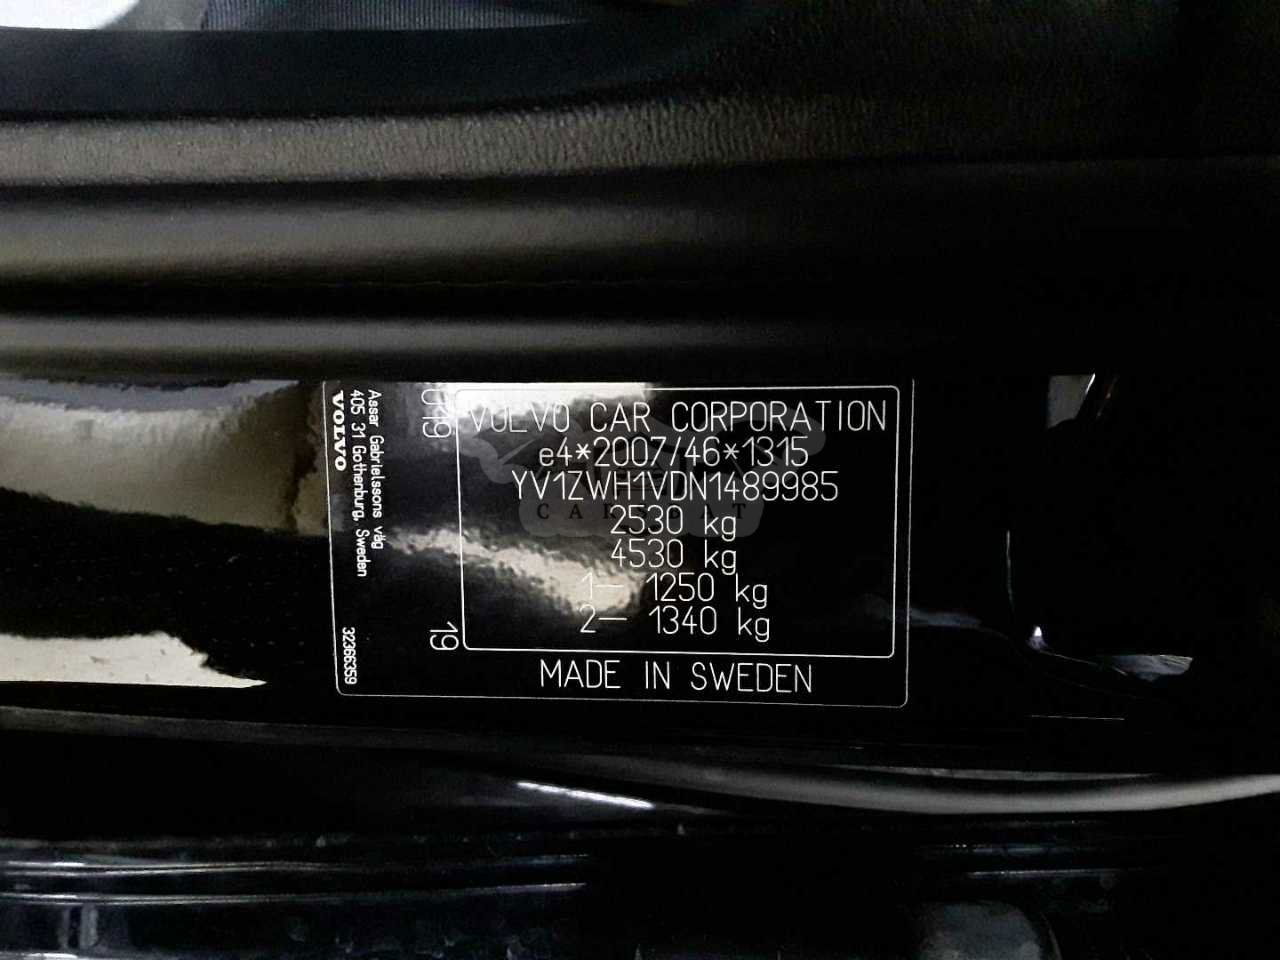 VOLVO CAR CORPORATION
e4*2007/46*1315
YV1ZWH1VDN1489985
2530 kg
4530 kg
1– 1250 kg
2– 1340 kg
MADE IN SWEDEN
019
19
Assar Gabrielssons väg
405 31 Gothenburg, Sweden
VOLVO
32366359